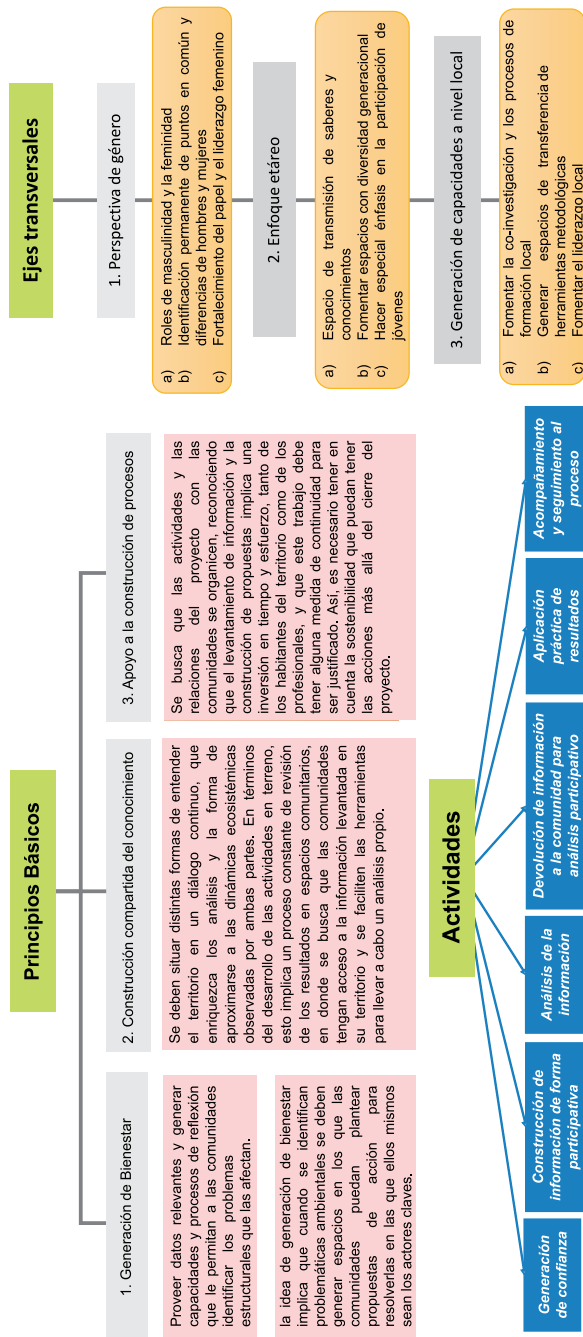 Principios Básicos
1. Generación de Bienestar
Proveer datos relevantes y generar
capacidades y procesos de reflexión
que le permitan a las comunidades
identificar los problemas
estructurales que las afectan.
la idea de generación de bienestar
implica que cuando se identifican
problemáticas ambientales se deben
generar espacios en los que las
comunidades puedan plantear
propuestas de acción para
resolverlas en las que ellos mismos
sean los actores claves.
2. Construcción compartida del conocimiento
Se deben situar distintas formas de entender
el territorio en un diálogo continuo, que
enriquezca los análisis y la forma de
aproximarse a las dinámicas ecosistémicas
observadas por ambas partes. En términos
del desarrollo de las actividades en terreno,
esto implica un proceso constante de revisión
de los resultados en espacios comunitarios,
en donde se busca que las comunidades
tengan acceso a la información levantada en
su territorio y se faciliten las herramientas
para llevar a cabo un análisis propio.
3. Apoyo a la construcción de procesos
Se busca que las actividades y las
relaciones del proyecto con las
comunidades se organicen, reconociendo
que el levantamiento de información y la
construcción de propuestas implica una
inversión en tiempo y esfuerzo, tanto de
los habitantes del territorio como de los
profesionales, y que este trabajo debe
tener alguna medida de continuidad para
ser justificado. Así, es necesario tener en
cuenta la sostenibilidad que puedan tener
las acciones más allá del cierre del
proyecto.
Ejes transversales
1. Perspectiva de género
a) Roles de masculinidad y la feminidad
b) Identificación permanente de puntos en común y
diferencias de hombres y mujeres
c) Fortalecimiento del papel y el liderazgo femenino
2. Enfoque etáreo
a) Espacio de transmisión de saberes y
conocimientos
b) Fomentar espacios con diversidad generacional
c) Hacer especial énfasis en la participación de
jóvenes
3. Generación de capacidades a nivel local
a) Fomentar la co-investigación y los procesos de
formación local
b) Generar espacios de transferencia de
herramientas metodológicas
c) Fomentar el liderazgo local
Actividades
Generación
de confianza
Construcción de
información de forma
participativa
Análisis de la
información
Devolución de información
a la comunidad para
análisis participativo
Aplicación
práctica de
resultados
Acompañamiento
y seguimiento al
proceso